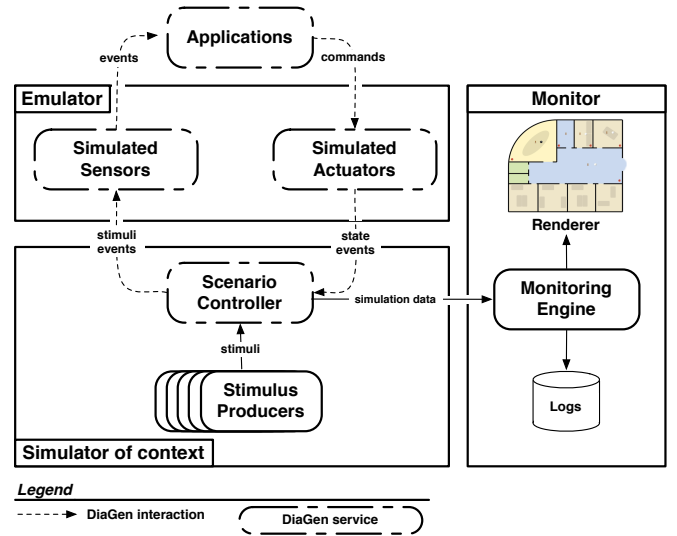 Applications
events
commands
Emulator
Monitor
Simulated
Sensors
Simulated
Actuators
Renderer
stimuli
events
state
events
Scenario
Controller
simulation data
Monitoring
Engine
stimuli
Stimulus
Producers
Logs
Simulator of context
Legend
DiaGen interaction
DiaGen service